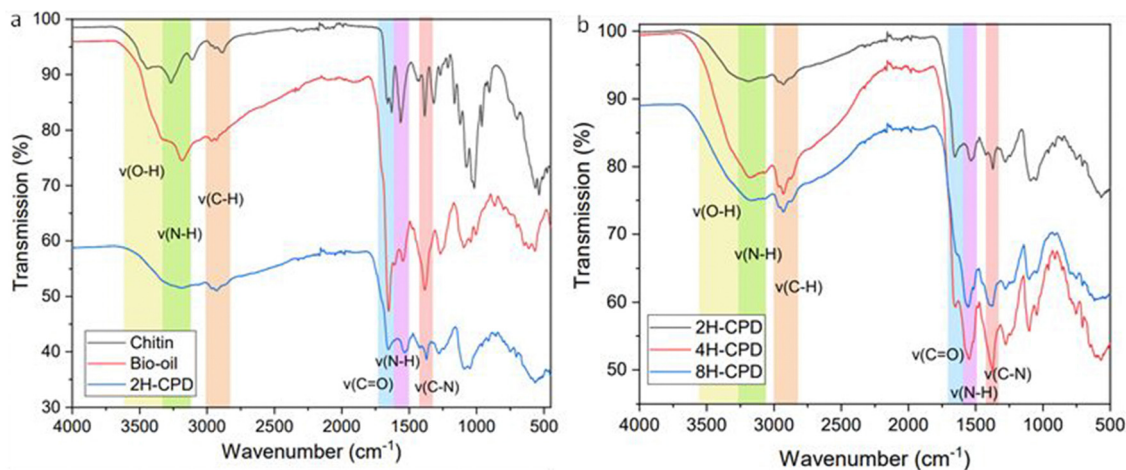 a
100
90
80
70
60
50
40
30
Transmission (%)
ν(O-H)
ν(N-H)
ν(C-H)
ν(C=O)
ν(N-H)
ν(C-N)
Chitin
Bio-oil
2H-CPD
4000 3500 3000 2500 2000 1500 1000 500
Wavenumber (cm⁻¹)
b
100
90
80
70
60
50
Transmission (%)
ν(O-H)
ν(N-H)
ν(C-H)
ν(C=O)
ν(N-H)
ν(C-N)
2H-CPD
4H-CPD
8H-CPD
4000 3500 3000 2500 2000 1500 1000 500
Wavenumber (cm⁻¹)